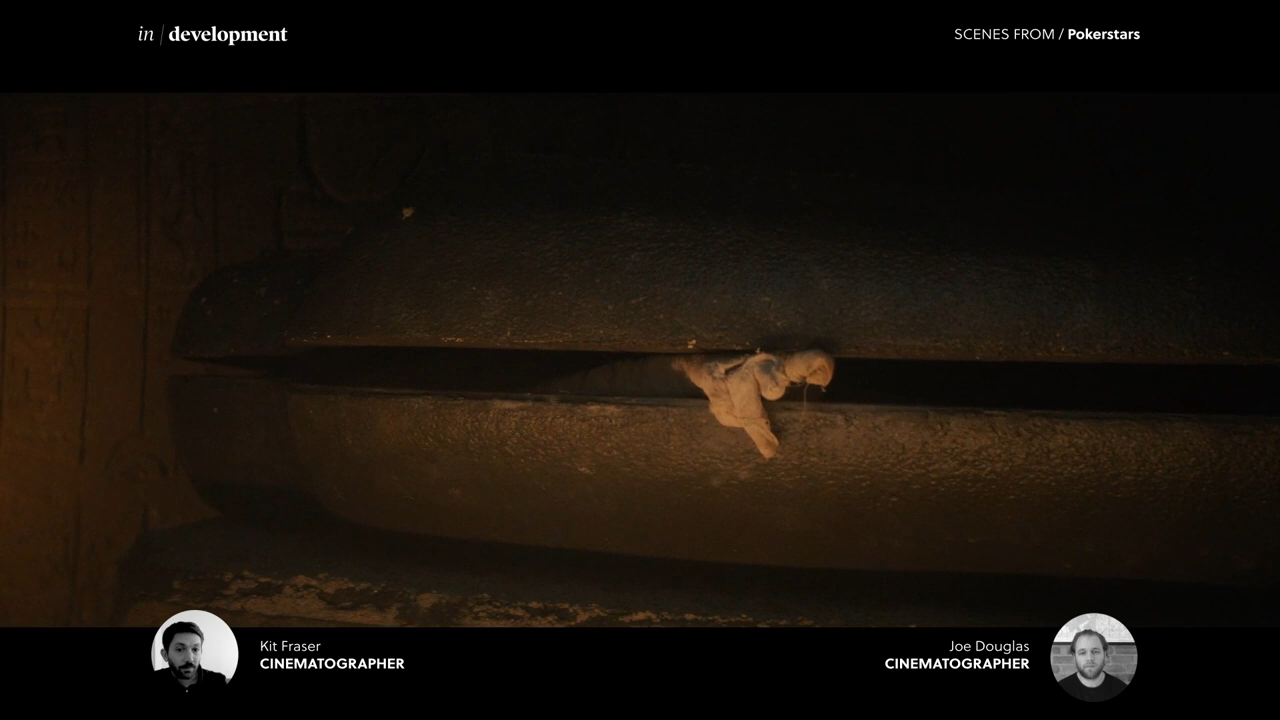 in | development
SCENES FROM / Pokerstars
Kit Fraser
CINEMATOGRAPHER
Joe Douglas
CINEMATOGRAPHER